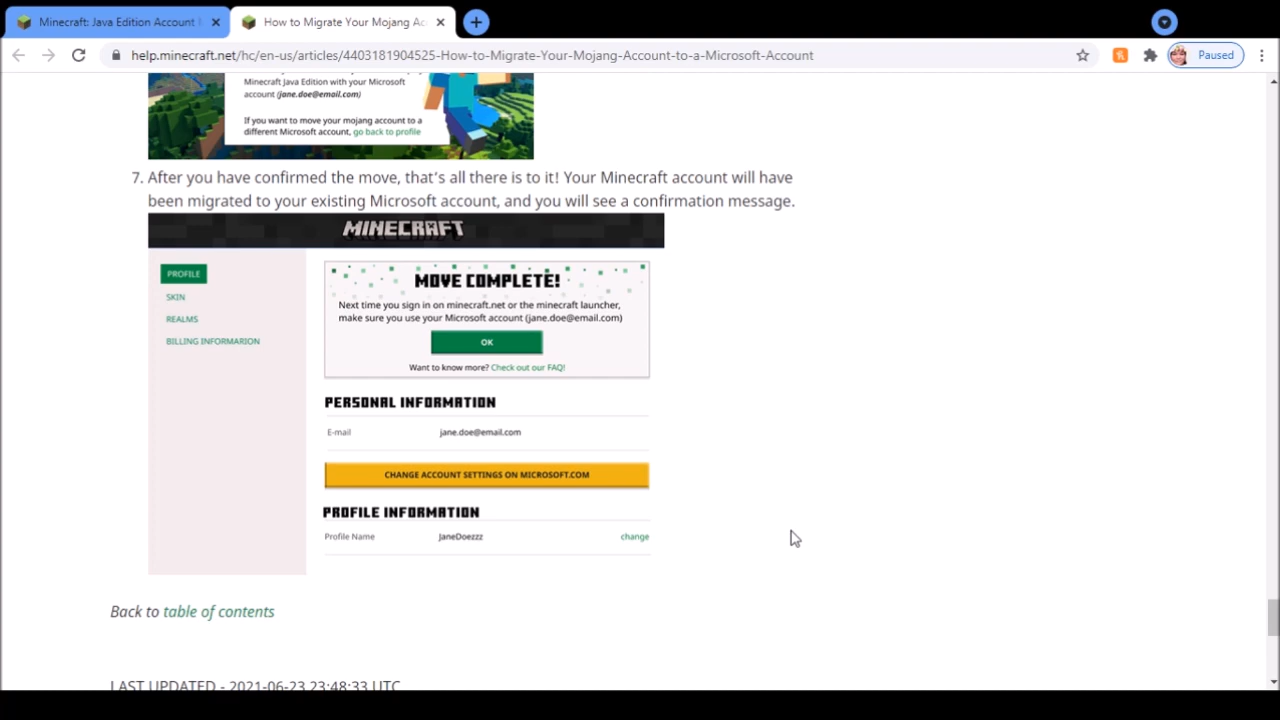 Minecraft: Java Edition Account
How to Migrate Your Mojang Ac
help.minecraft.net/hc/en-us/articles/4403181904525-How-to-Migrate-Your-Mojang-Account-to-a-Microsoft-Account
Paused
Minecraft Java Edition with your Microsoft
account (jane.doe@email.com)
If you want to move your mojang account to a
different Microsoft account, go back to profile
7. After you have confirmed the move, that's all there is to it! Your Minecraft account will have
been migrated to your existing Microsoft account, and you will see a confirmation message.
MINECRAFT
PROFILE
SKIN
REALMS
BILLING INFORMARION
MOVE COMPLETE!
Next time you sign in on minecraft.net or the minecraft launcher,
make sure you use your Microsoft account (jane.doe@email.com)
OK
Want to know more? Check out our FAQ!
PERSONAL INFORMATION
E-mail jane.doe@email.com
CHANGE ACCOUNT SETTINGS ON MICROSOFT.COM
PROFILE INFORMATION
Profile Name JaneDoezzz change
Back to table of contents
LAST UPDATED - 2021-06-23 23:48:33 UTC